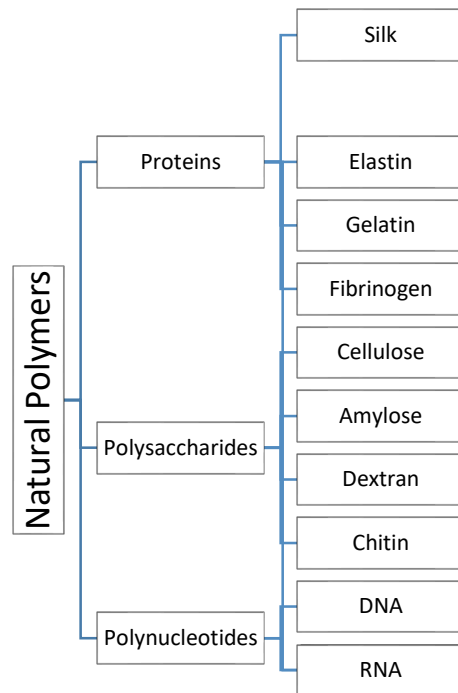 Natural Polymers
Proteins
Silk
Elastin
Gelatin
Fibrinogen
Polysaccharides
Cellulose
Amylose
Dextran
Chitin
Polynucleotides
DNA
RNA